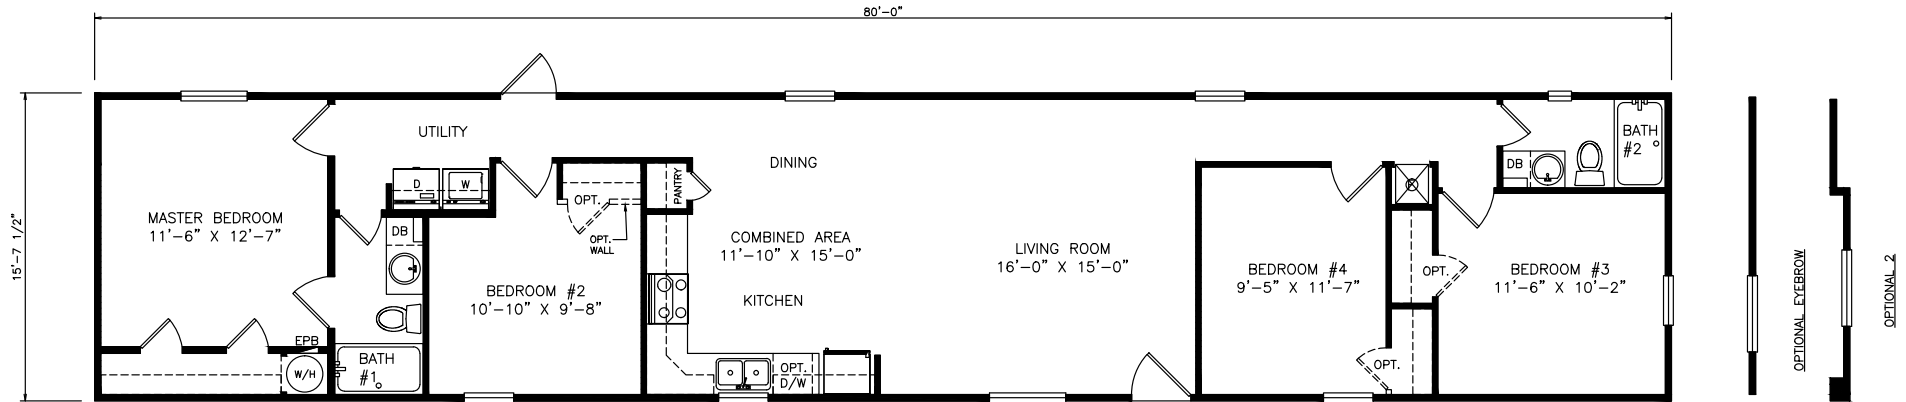 80'-0"
15'-7 1/2"
UTILITY
D
W
MASTER BEDROOM
11'-6" X 12'-7"
DB
EPB
W/H
BATH
#1
BEDROOM #2
10'-10" X 9'-8"
OPT.
OPT.
WALL
PANTRY
DINING
COMBINED AREA
11'-10" X 15'-0"
KITCHEN
OPT.
D/W
LIVING ROOM
16'-0" X 15'-0"
BEDROOM #4
9'-5" X 11'-7"
OPT.
OPT.
BEDROOM #3
11'-6" X 10'-2"
DB
BATH
#2
OPTIONAL EYEBROW
OPTIONAL 2